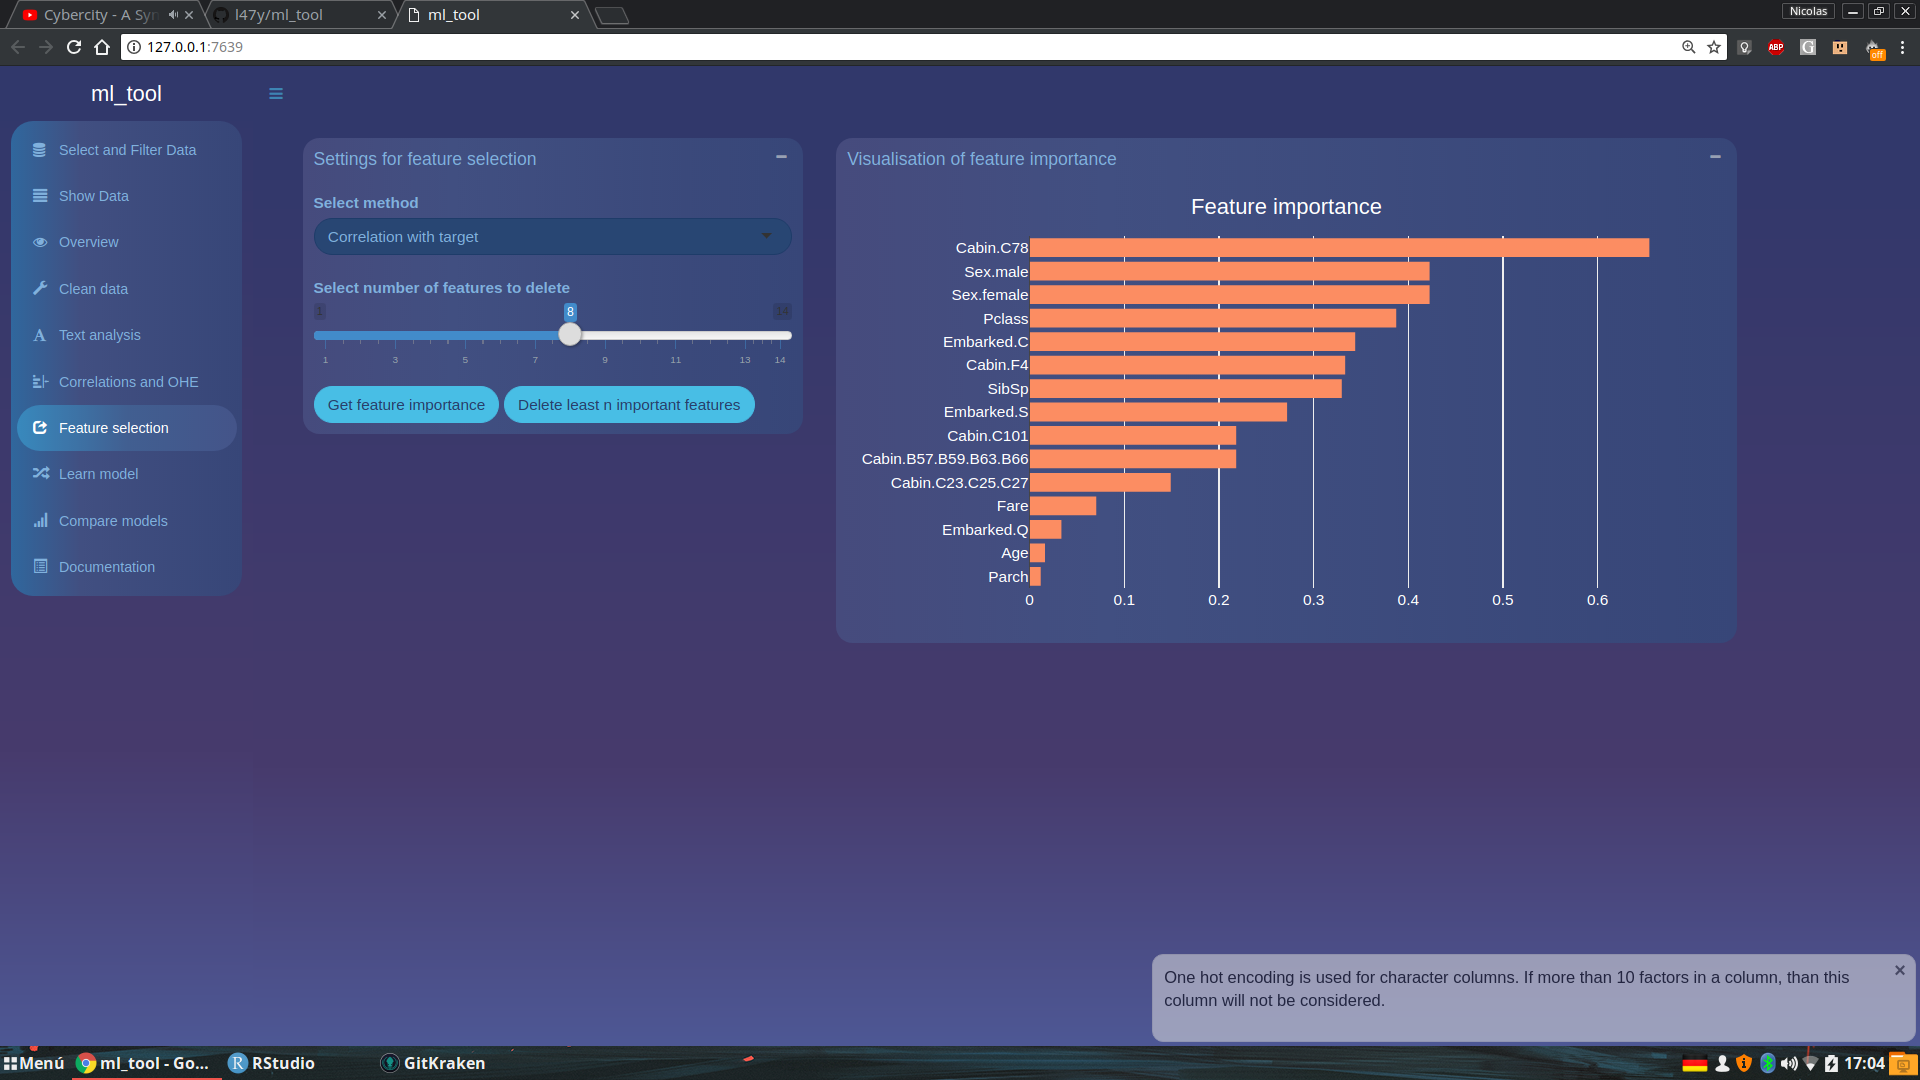 Cybercity - A Syn
l47y/ml_tool
ml_tool
Nicolas
127.0.0.1:7639
ABP
G
off
ml_tool
Select and Filter Data
Show Data
Overview
Clean data
Text analysis
Correlations and OHE
Feature selection
Learn model
Compare models
Documentation
Settings for feature selection
Select method
Correlation with target
Select number of features to delete
1
8
14
1
3
5
7
9
11
13
14
Get feature importance
Delete least n important features
Visualisation of feature importance
Feature importance
Cabin.C78
Sex.male
Sex.female
Pclass
Embarked.C
Cabin.F4
SibSp
Embarked.S
Cabin.C101
Cabin.B57.B59.B63.B66
Cabin.C23.C25.C27
Fare
Embarked.Q
Age
Parch
0
0.1
0.2
0.3
0.4
0.5
0.6
One hot encoding is used for character columns. If more than 10 factors in a column, than this
column will not be considered.
Menú
ml_tool - Go...
R
RStudio
GitKraken
17:04